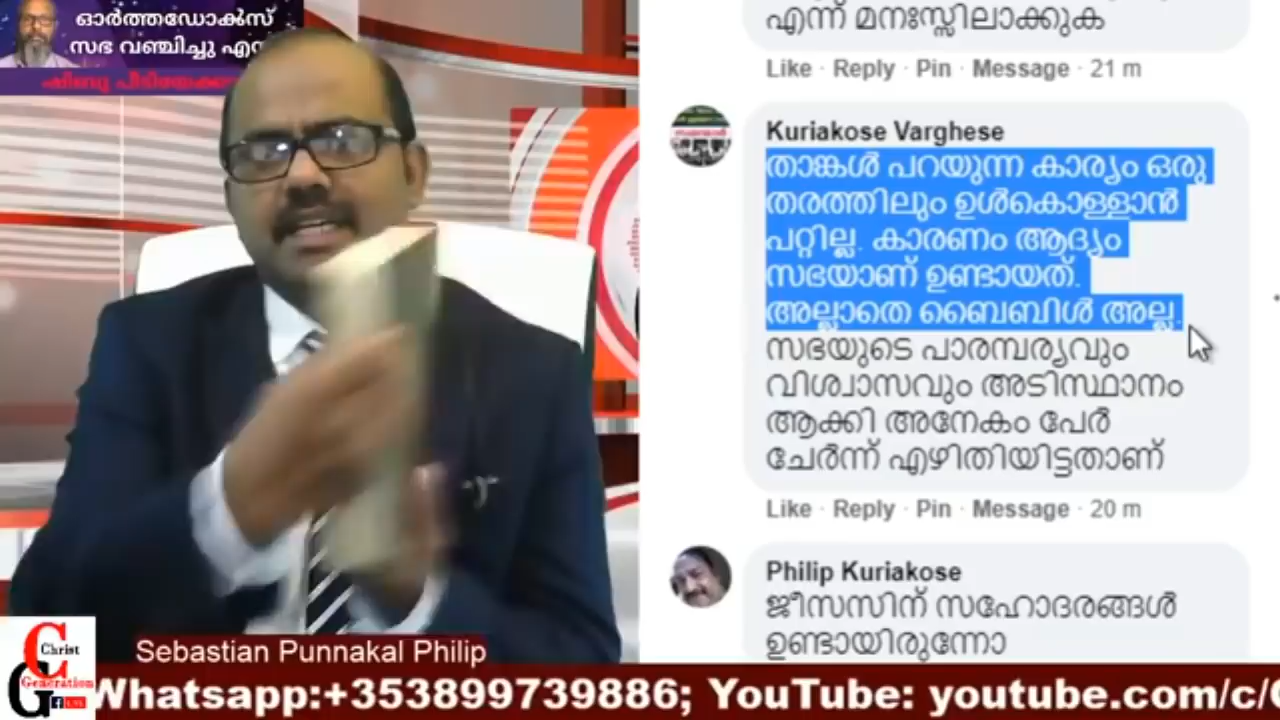 ഓർത്തഡോക്സ്
സഭ വഞ്ചിച്ചു
എന്ന് മനഃസ്സിലാക്കുക
Like · Reply · Pin · Message · 21 m
Kuriakose Varghese
താങ്കൾ പറയുന്ന കാര്യം ഒരു
തരത്തിലും ഉൾകൊള്ളാൻ
പറ്റില്ല. കാരണം ആദ്യം
സഭയാണ് ഉണ്ടായത്.
അല്ലാതെ ബൈബിൾ അല്ല.
സഭയുടെ പാരമ്പര്യവും
വിശ്വാസവും അടിസ്ഥാനം
ആക്കി അനേകം പേർ
ചേർന്ന് എഴിതിയിട്ടതാണ്
Like · Reply · Pin · Message · 20 m
Philip Kuriakose
ജീസസിന് സഹോദരങ്ങൾ
ഉണ്ടായിരുന്നോ
Sebastian Punnakal Philip
Christ
Generation
Whatsapp:+353899739886; YouTube: youtube.com/c/